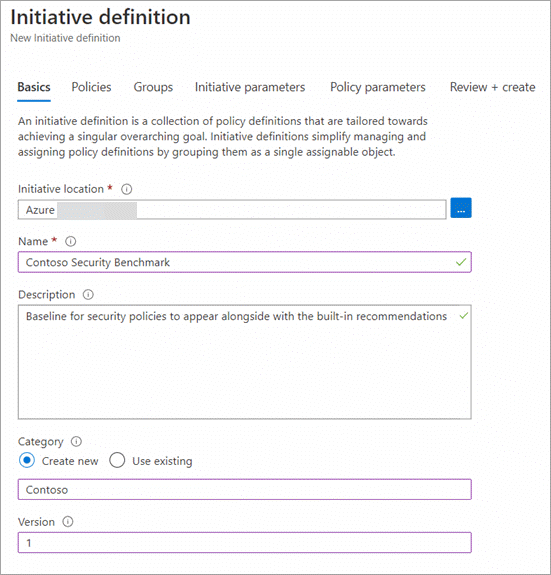 Initiative definition
New Initiative definition
Basics Policies Groups Initiative parameters Policy parameters Review + create
An initiative definition is a collection of policy definitions that are tailored towards
achieving a singular overarching goal. Initiative definitions simplify managing and
assigning policy definitions by grouping them as a single assignable object.
Initiative location *
Azure
...
Name *
Contoso Security Benchmark
Description
Baseline for security policies to appear alongside with the built-in recommendations
Category
Create new Use existing
Contoso
Version
1